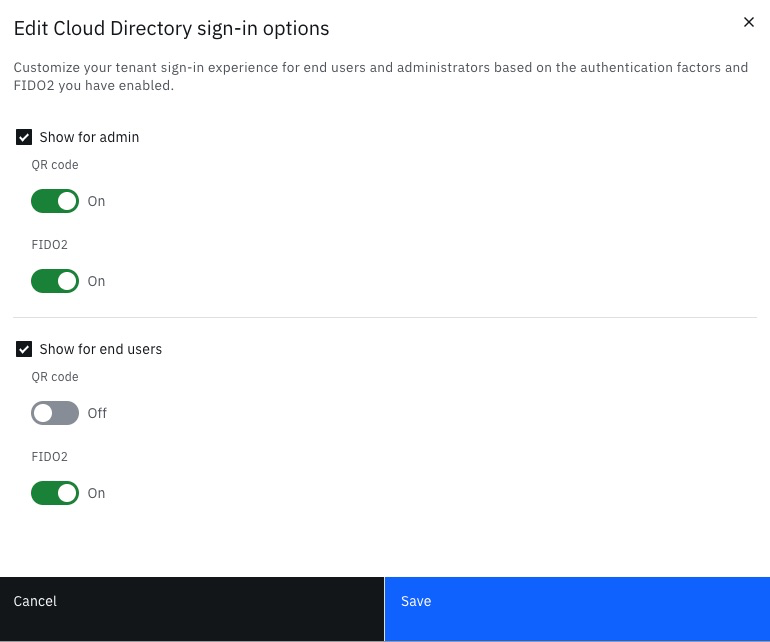 Edit Cloud Directory sign-in options
Customize your tenant sign-in experience for end users and administrators based on the authentication factors and
FIDO2 you have enabled.
Show for admin
QR code
On
FIDO2
On
Show for end users
QR code
Off
FIDO2
On
Cancel
Save